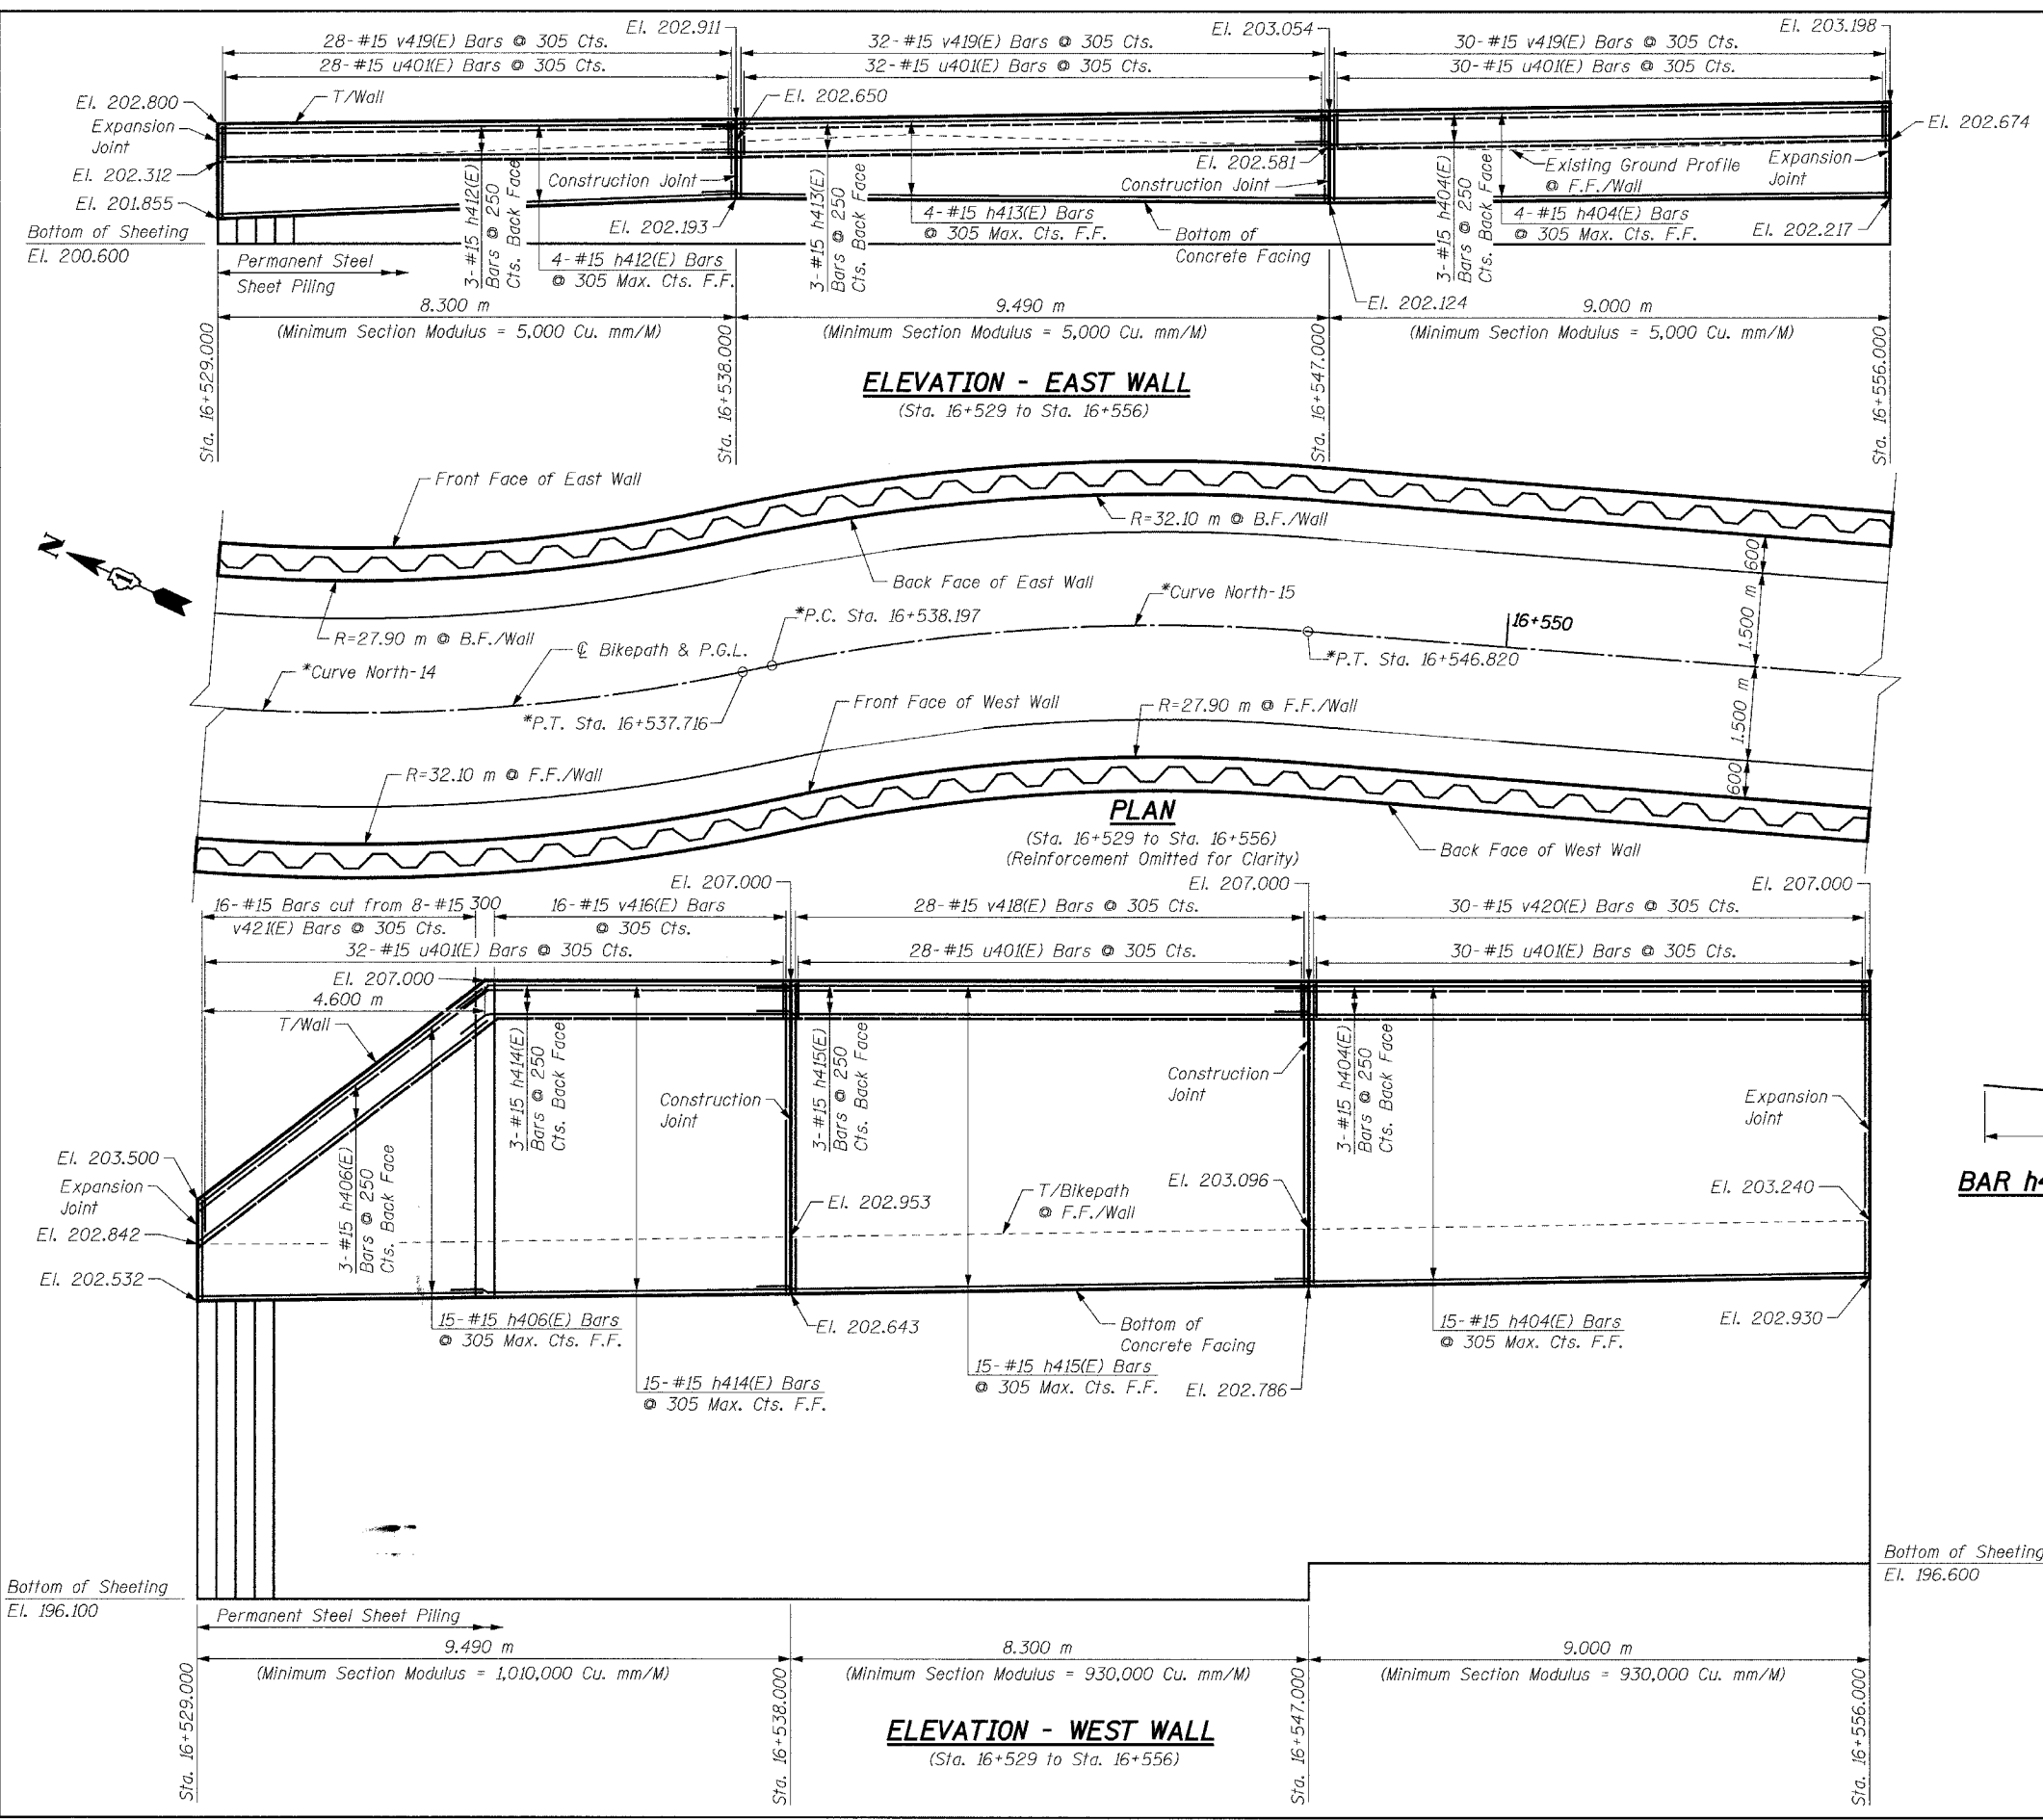 28-#15 v419(E) Bars @ 305 Cts.
28-#15 u401(E) Bars @ 305 Cts.
El. 202.911
32-#15 v419(E) Bars @ 305 Cts.
32-#15 u401(E) Bars @ 305 Cts.
El. 203.054
30-#15 v419(E) Bars @ 305 Cts.
30-#15 u401(E) Bars @ 305 Cts.
El. 203.198
El. 202.800
T/Wall
El. 202.650
Expansion
Joint
El. 202.312
El. 201.855
Bottom of Sheeting
El. 200.600
Permanent Steel
Sheet Piling
3-#15 h412(E)
Bars @ 250
Cts. Back Face
Construction Joint
El. 202.193
4-#15 h412(E) Bars
@ 305 Max. Cts. F.F.
3-#15 h413(E)
Bars @ 250
Cts. Back Face
4-#15 h413(E) Bars
@ 305 Max. Cts. F.F.
El. 202.581
Construction Joint
Bottom of
Concrete Facing
3-#15 h404(E)
Bars @ 250
Cts. Back Face
Existing Ground Profile
@ F.F./Wall
4-#15 h404(E) Bars
@ 305 Max. Cts. F.F.
Expansion
Joint
El. 202.674
El. 202.217
El. 202.124
8.300 m
(Minimum Section Modulus = 5,000 Cu. mm/M)
9.490 m
(Minimum Section Modulus = 5,000 Cu. mm/M)
9.000 m
(Minimum Section Modulus = 5,000 Cu. mm/M)
Sta. 16+529.000
Sta. 16+538.000
Sta. 16+547.000
Sta. 16+556.000
ELEVATION - EAST WALL
(Sta. 16+529 to Sta. 16+556)
N
1
Front Face of East Wall
R=32.10 m @ B.F./Wall
Back Face of East Wall
*Curve North-15
*P.C. Sta. 16+538.197
R=27.90 m @ B.F./Wall
℄ Bikepath & P.G.L.
*Curve North-14
*P.T. Sta. 16+537.716
16+550
*P.T. Sta. 16+546.820
600
1.500 m
1.500 m
600
Front Face of West Wall
R=27.90 m @ F.F./Wall
R=32.10 m @ F.F./Wall
PLAN
(Sta. 16+529 to Sta. 16+556)
(Reinforcement Omitted for Clarity)
Back Face of West Wall
El. 207.000
El. 207.000
El. 207.000
16-#15 Bars cut from 8-#15
v421(E) Bars @ 305 Cts.
300
16-#15 v416(E) Bars
@ 305 Cts.
28-#15 v418(E) Bars @ 305 Cts.
30-#15 v420(E) Bars @ 305 Cts.
32-#15 u401(E) Bars @ 305 Cts.
28-#15 u401(E) Bars @ 305 Cts.
30-#15 u401(E) Bars @ 305 Cts.
El. 207.000
4.600 m
T/Wall
3-#15 h414(E)
Bars @ 250
Cts. Back Face
3-#15 h415(E)
Bars @ 250
Cts. Back Face
3-#15 h404(E)
Bars @ 250
Cts. Back Face
Construction
Joint
Construction
Joint
Expansion
Joint
El. 203.500
Expansion
Joint
El. 202.842
El. 202.532
3-#15 h406(E)
Bars @ 250
Cts. Back Face
El. 202.953
T/Bikepath
@ F.F./Wall
El. 203.096
El. 203.240
BAR h4
15-#15 h406(E) Bars
@ 305 Max. Cts. F.F.
El. 202.643
Bottom of
Concrete Facing
15-#15 h404(E) Bars
@ 305 Max. Cts. F.F.
El. 202.930
15-#15 h414(E) Bars
@ 305 Max. Cts. F.F.
15-#15 h415(E) Bars
@ 305 Max. Cts. F.F.
El. 202.786
Bottom of Sheeting
El. 196.600
Bottom of Sheeting
El. 196.100
Permanent Steel Sheet Piling
9.490 m
(Minimum Section Modulus = 1,010,000 Cu. mm/M)
8.300 m
(Minimum Section Modulus = 930,000 Cu. mm/M)
9.000 m
(Minimum Section Modulus = 930,000 Cu. mm/M)
Sta. 16+529.000
Sta. 16+538.000
Sta. 16+547.000
Sta. 16+556.000
ELEVATION - WEST WALL
(Sta. 16+529 to Sta. 16+556)